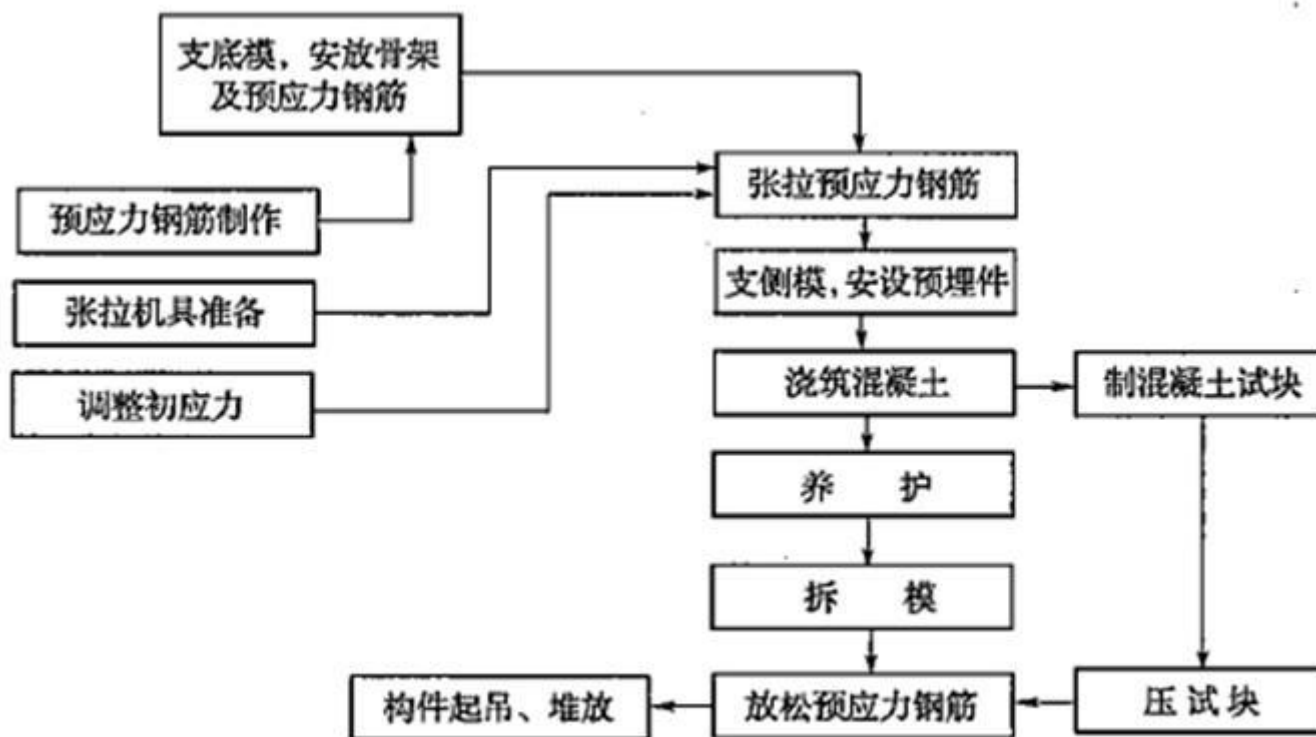 支底模，安放骨架
及预应力钢筋
张拉预应力钢筋
预应力钢筋制作
支侧模，安设预埋件
张拉机具准备
浇筑混凝土
制混凝土试块
调整初应力
养 护
拆 模
构件起吊、堆放
放松预应力钢筋
压试块